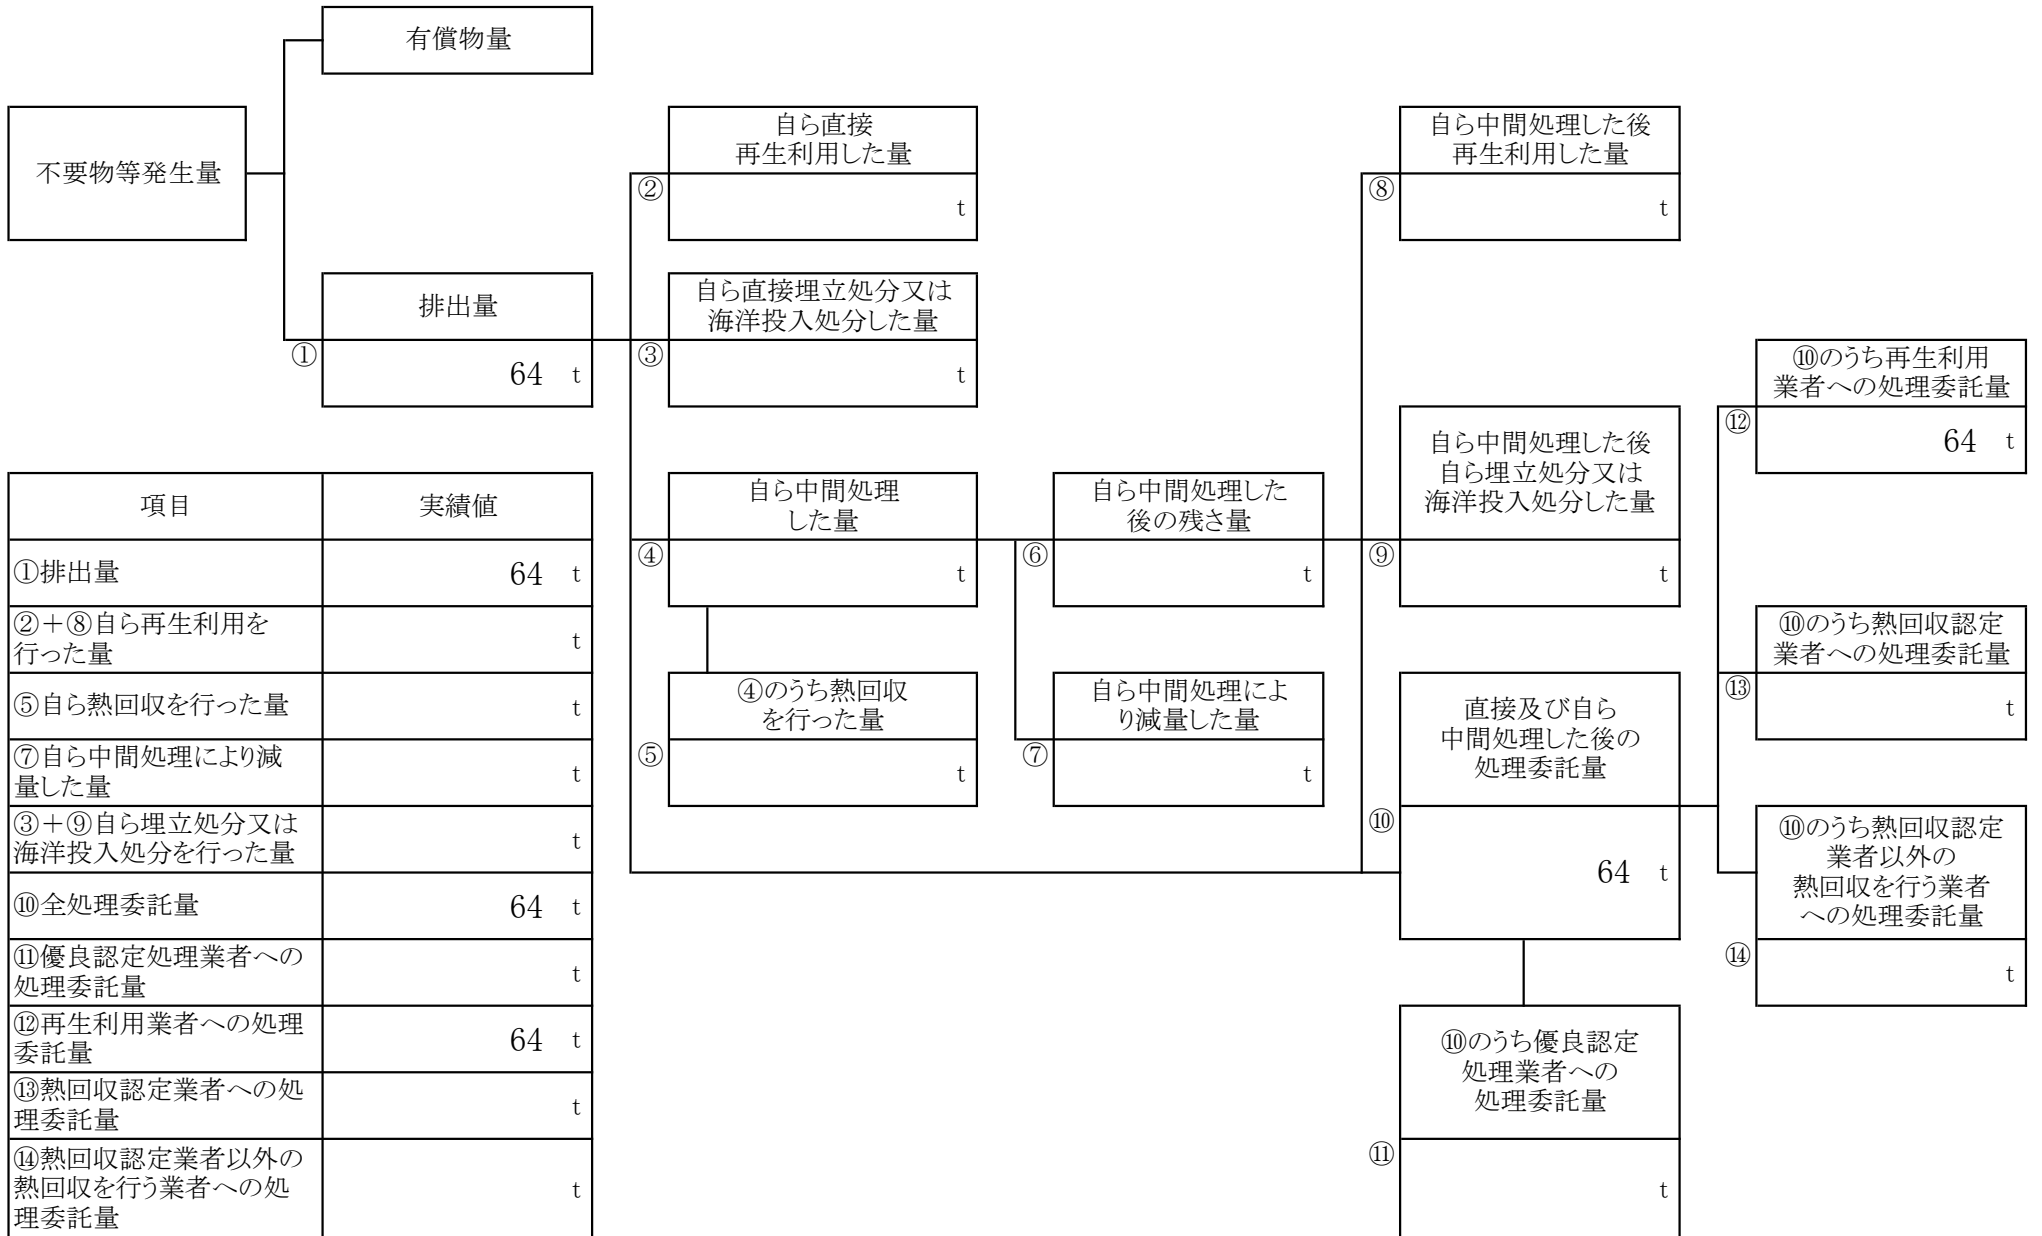 有償物量
不要物等発生量
自ら直接
再生利用した量
②
t
自ら中間処理した後
再生利用した量
⑧
t
排出量
①
64 t
自ら直接埋立処分又は
海洋投入処分した量
③
t
⑩のうち再生利用
業者への処理委託量
⑫
64 t
自ら中間処理した後
自ら埋立処分又は
海洋投入処分した量
⑨
t
自ら中間処理
した量
④
t
自ら中間処理した
後の残さ量
⑥
t
⑩のうち熱回収認定
業者への処理委託量
⑬
t
④のうち熱回収
を行った量
⑤
t
自ら中間処理によ
り減量した量
⑦
t
直接及び自ら
中間処理した後の
処理委託量
⑩
64 t
⑩のうち熱回収認定
業者以外の
熱回収を行う業者
への処理委託量
⑭
t
⑩のうち優良認定
処理業者への
処理委託量
⑪
t
項目 実績値
①排出量 64 t
②＋⑧自ら再生利用を
行った量 t
⑤自ら熱回収を行った量 t
⑦自ら中間処理により減
量した量 t
③＋⑨自ら埋立処分又は
海洋投入処分を行った量 t
⑩全処理委託量 64 t
⑪優良認定処理業者への
処理委託量 t
⑫再生利用業者への処理
委託量 64 t
⑬熱回収認定業者への処
理委託量 t
⑭熱回収認定業者以外の
熱回収を行う業者への処
理委託量 t